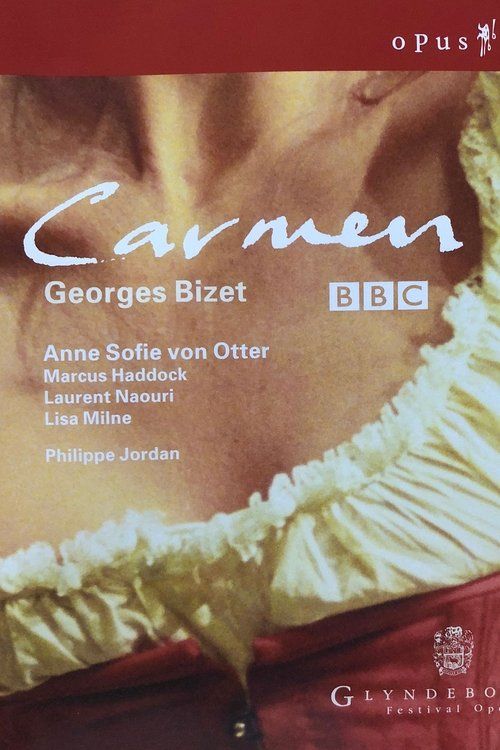 OPUS
Carmen
Georges Bizet
BBC
Anne Sofie von Otter
Marcus Haddock
Laurent Naouri
Lisa Milne
Philippe Jordan
GLYNDEBO
Festival Ope